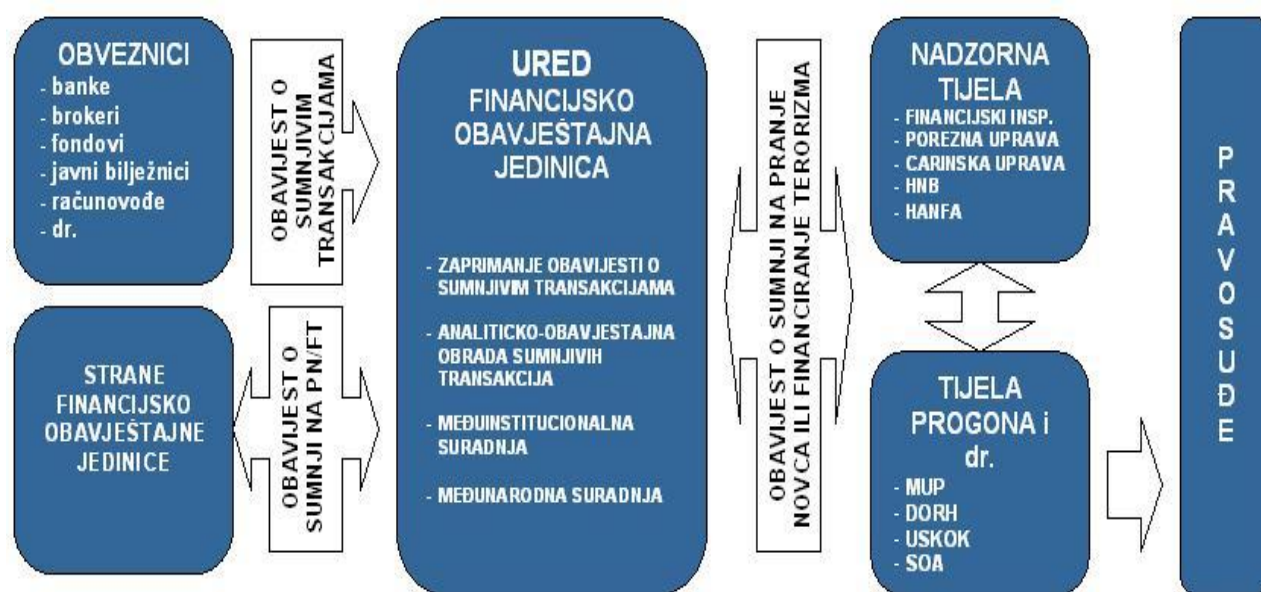 OBVEZNICI
- banke
- brokeri
- fondovi
- javni bilježnici
- računovođe
- dr.
OBAVIJEST O
SUMNJIVIM
TRANSAKCIJAMA
STRANE
FINANCIJSKO
OBAVJEŠTAJNE
JEDINICE
OBAVIJEST O
SUMNJI NA PN/FT
URED
FINANCIJSKO
OBAVJEŠTAJNA
JEDINICA
- ZAPRIMANJE OBAVIJESTI O
SUMNJIVIM TRANSAKCIJAMA
- ANALITICKO-OBAVJESTAJNA
OBRADA SUMNJIVIH
TRANSAKCIJA
- MEĐUINSTITUCIONALNA
SURADNJA
- MEĐUNARODNA SURADNJA
OBAVIJEST O SUMNJI NA PRANJE
NOVCA ILI FINANCIRANJE TERORIZMA
NADZORNA
TIJELA
- FINANCIJSKI INSP.
- POREZNA UPRAVA
- CARINSKA UPRAVA
- HNB
- HANFA
TIJELA
PROGONA i
dr.
- MUP
- DORH
- USKOK
- SOA
PRAVOSUĐE